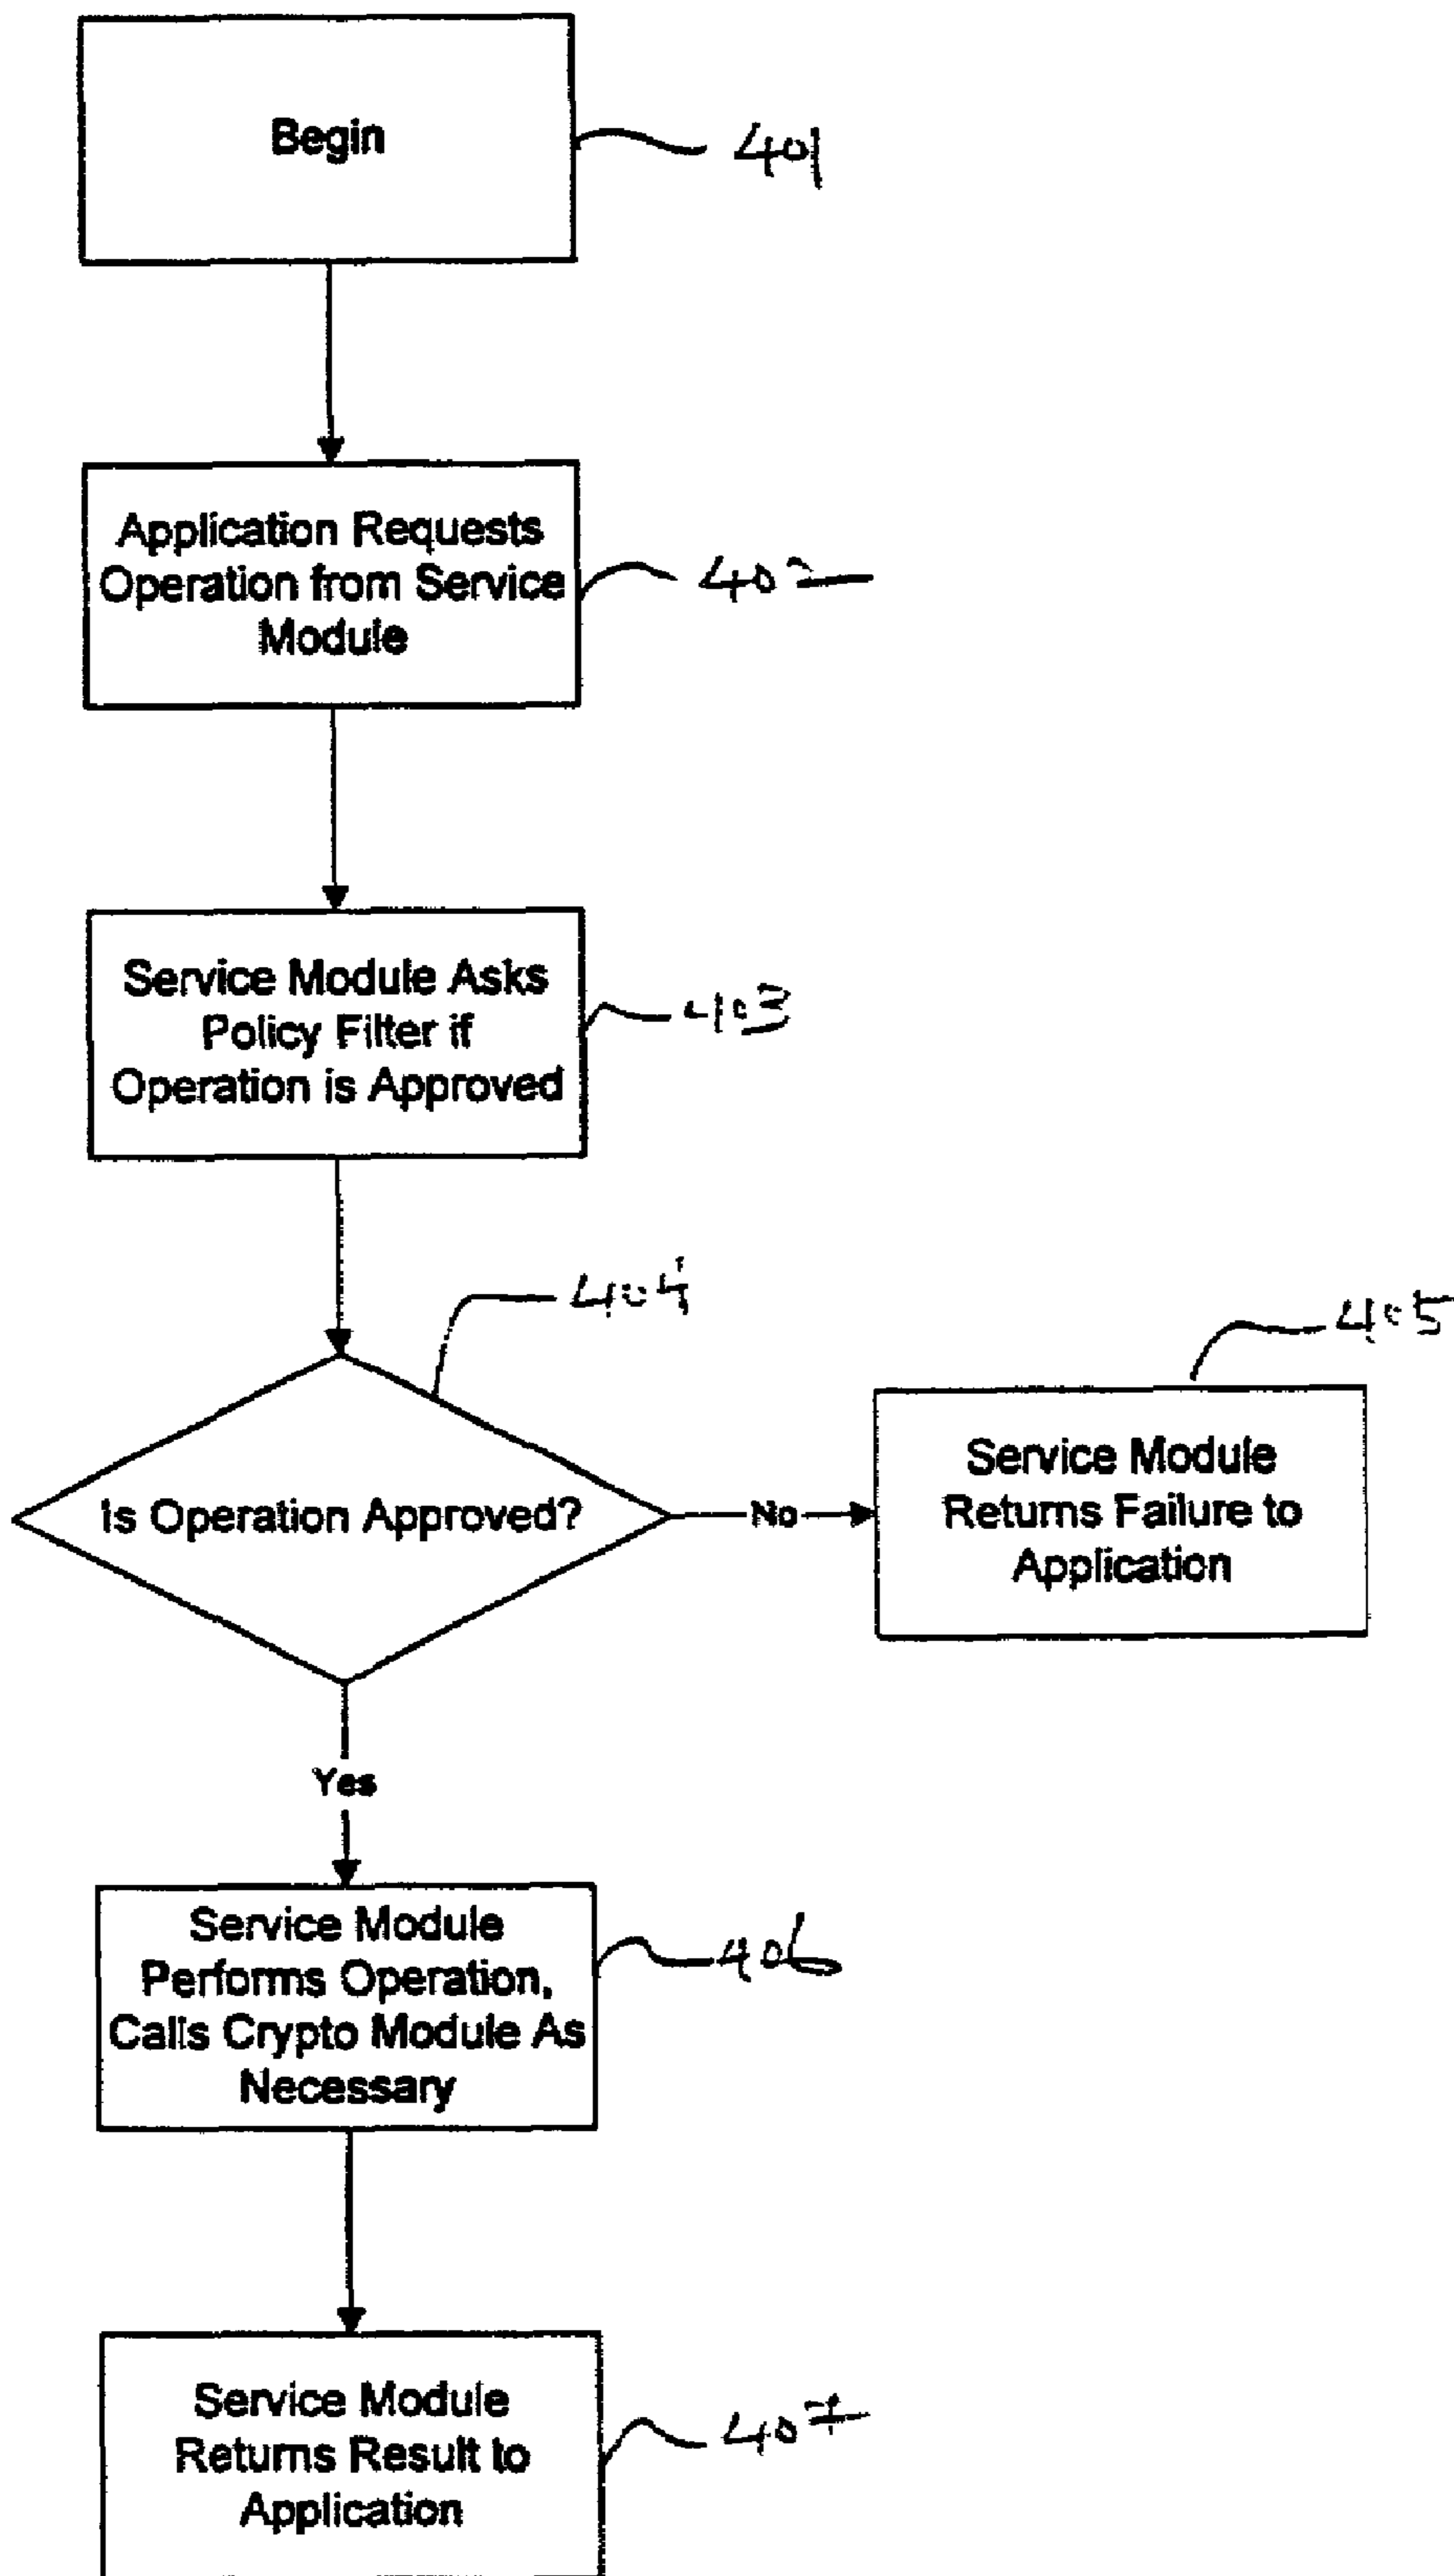 Begin
401
Application Requests
Operation from Service
Module
402
Service Module Asks
Policy Filter if
Operation is Approved
403
404
405
Is Operation Approved?
No
Service Module
Returns Failure to
Application
Yes
Service Module
Performs Operation,
Calls Crypto Module As
Necessary
406
Service Module
Returns Result to
Application
407